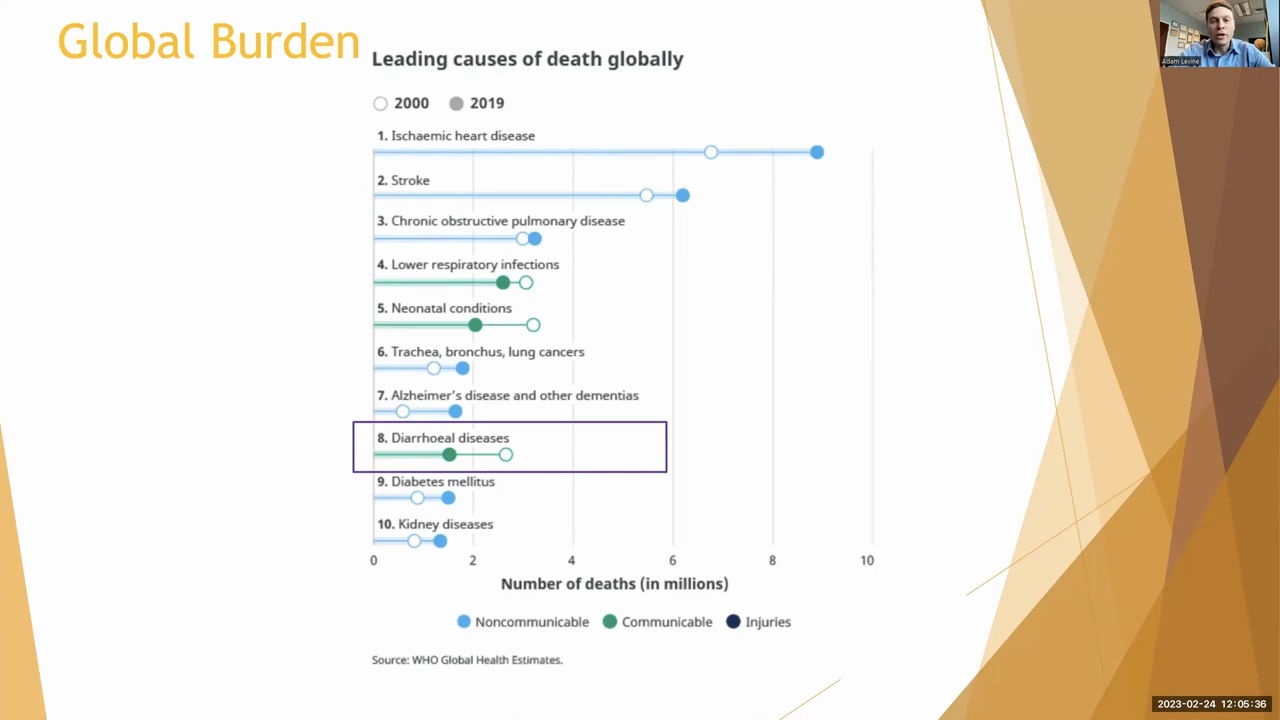 Global Burden
Leading causes of death globally
2000 2019
1. Ischaemic heart disease
2. Stroke
3. Chronic obstructive pulmonary disease
4. Lower respiratory infections
5. Neonatal conditions
6. Trachea, bronchus, lung cancers
7. Alzheimer's disease and other dementias
8. Diarrhoeal diseases
9. Diabetes mellitus
10. Kidney diseases
0 2 4 6 8 10
Number of deaths (in millions)
Noncommunicable Communicable Injuries
Source: WHO Global Health Estimates.
Adam Levine
2023-02-24 12:05:36